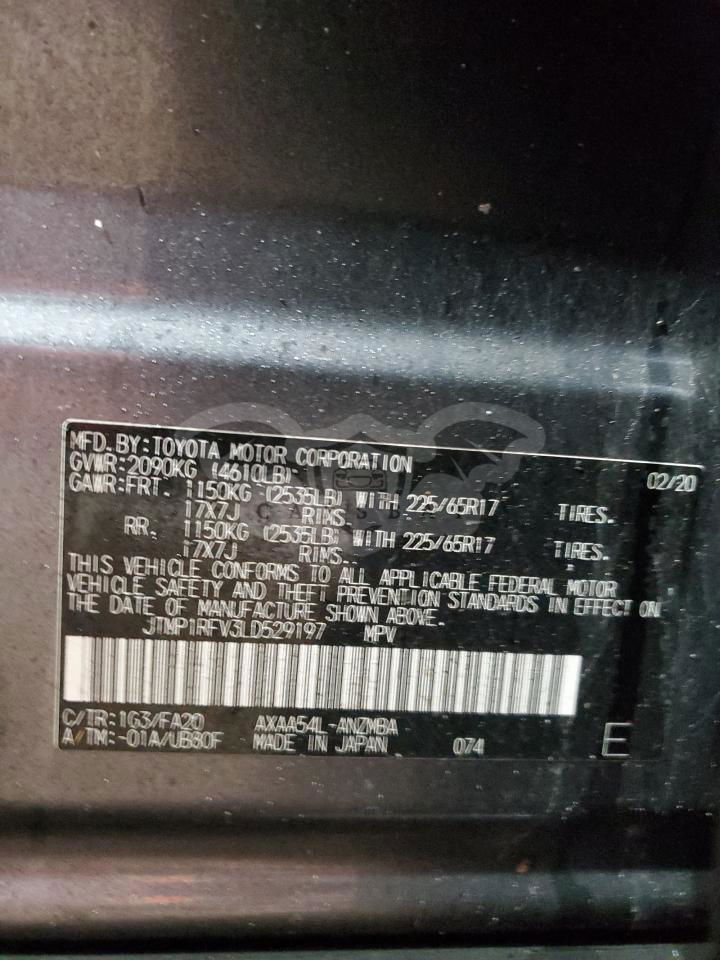 MFD. BY: TOYOTA MOTOR CORPORATION 02/20
GVWR: 2090KG (4610LB)
GAWR: FRT. 1150KG (2535LB) WITH 225/65R17 TIRES.
17X7J RIMS.
RR. 1150KG (2535LB) WITH 225/65R17 TIRES.
17X7J RIMS.
THIS VEHICLE CONFORMS TO ALL APPLICABLE FEDERAL MOTOR
VEHICLE SAFETY AND THEFT PREVENTION STANDARDS IN EFFECT ON
THE DATE OF MANUFACTURE SHOWN ABOVE.
JTMP1RFV3LD529197 MPV
C/TR: 1G3/FA20 AXAA54L-ANZMBA
A/TM: -01A/UB80F MADE IN JAPAN 074 E